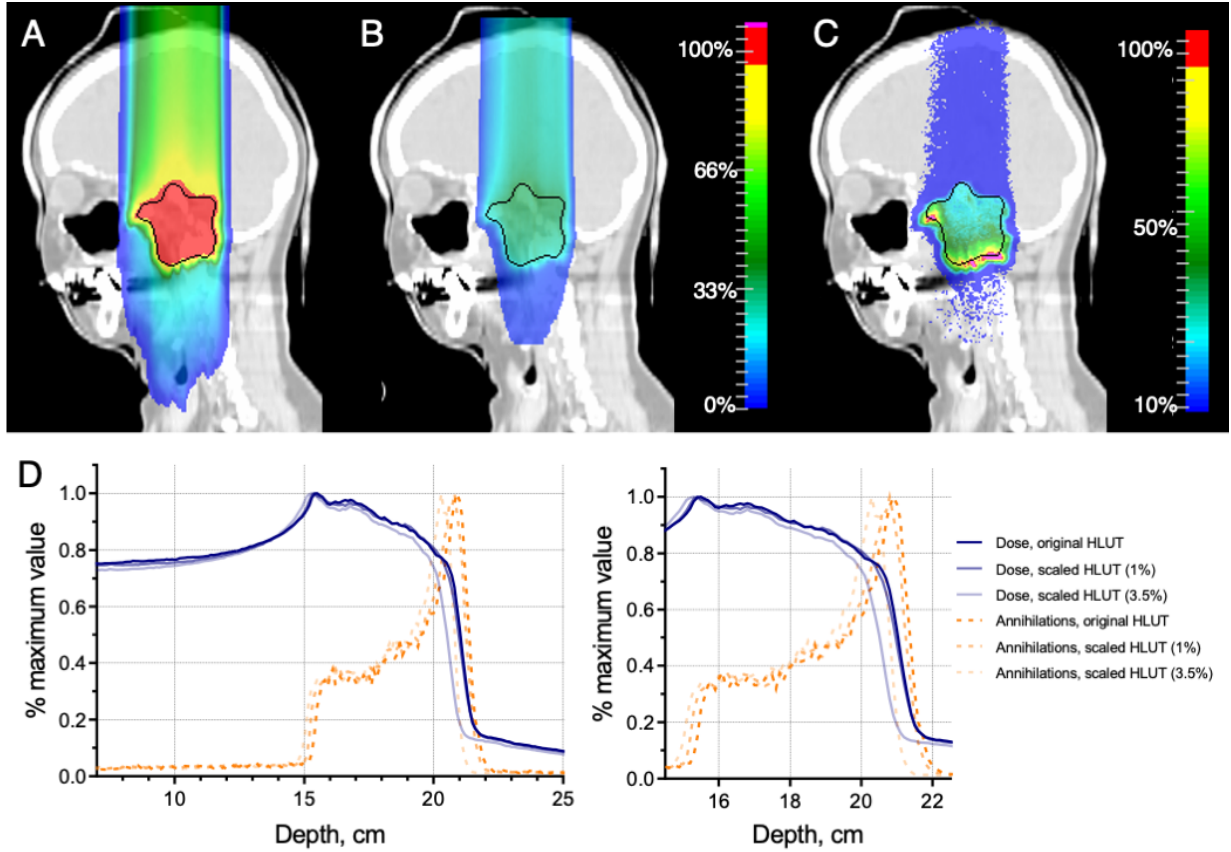 A
B
C
100%
66%
33%
0%
100%
50%
10%
D
% maximum value
1.0
0.8
0.6
0.4
0.2
0.0
10
15
20
25
Depth, cm
% maximum value
1.0
0.8
0.6
0.4
0.2
0.0
16
18
20
22
Depth, cm
Dose, original HLUT
Dose, scaled HLUT (1%)
Dose, scaled HLUT (3.5%)
Annihilations, original HLUT
Annihilations, scaled HLUT (1%)
Annihilations, scaled HLUT (3.5%)